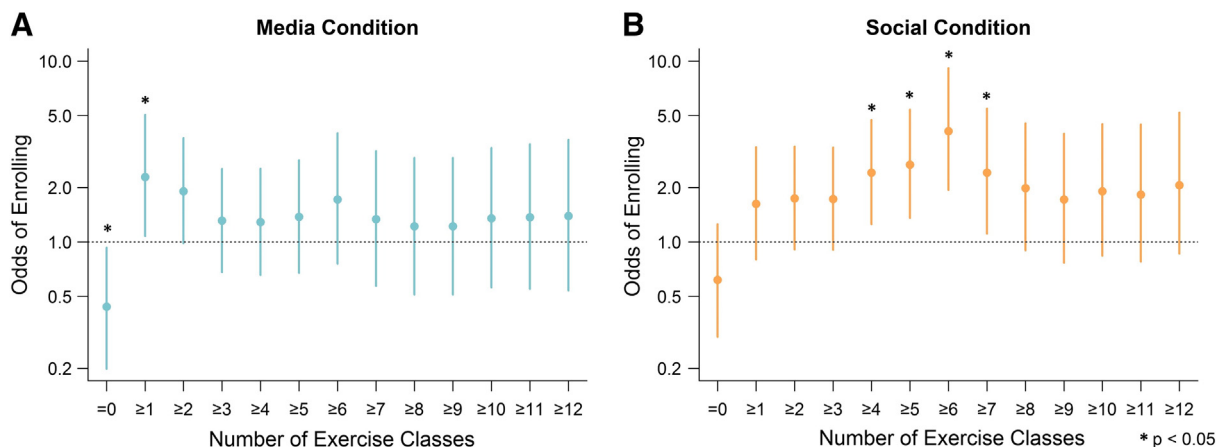 A
Media Condition
Odds of Enrolling
10.0
5.0
2.0
1.0
0.5
0.2
* *
=0 ≥1 ≥2 ≥3 ≥4 ≥5 ≥6 ≥7 ≥8 ≥9 ≥10 ≥11 ≥12
Number of Exercise Classes
B
Social Condition
Odds of Enrolling
10.0
5.0
2.0
1.0
0.5
0.2
* * * *
=0 ≥1 ≥2 ≥3 ≥4 ≥5 ≥6 ≥7 ≥8 ≥9 ≥10 ≥11 ≥12
Number of Exercise Classes
* p < 0.05